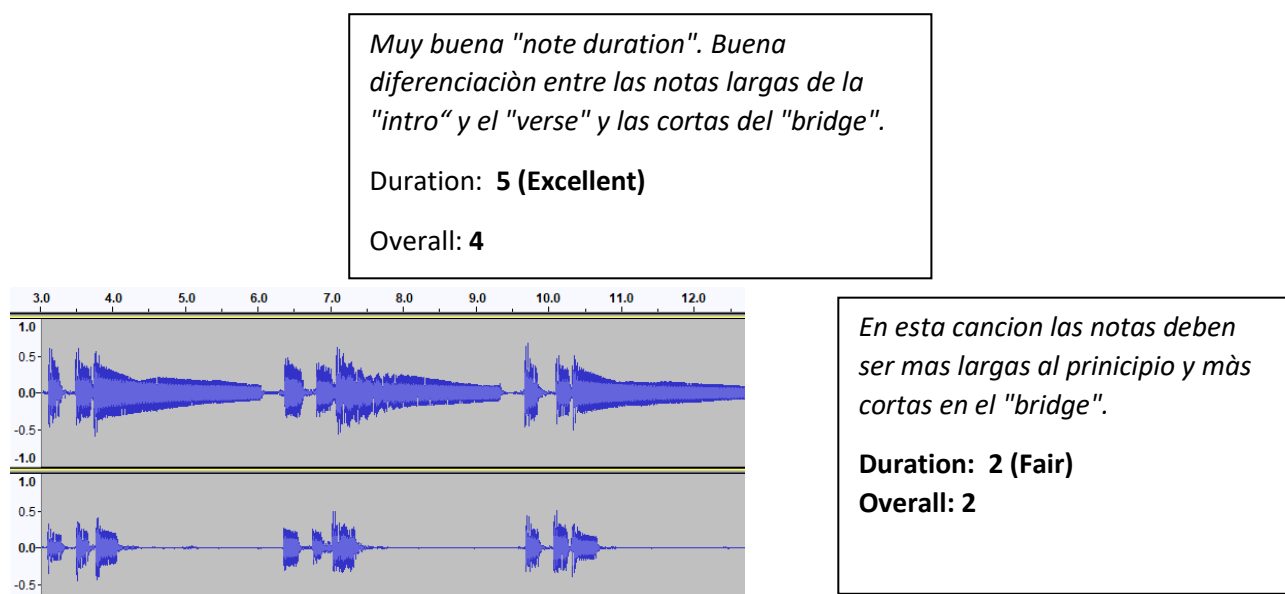 Muy buena "note duration". Buena
diferenciaciòn entre las notas largas de la
"intro“ y el "verse" y las cortas del "bridge".
Duration: 5 (Excellent)
Overall: 4
3.0 4.0 5.0 6.0 7.0 8.0 9.0 10.0 11.0 12.0
1.0
0.5
0.0
-0.5
-1.0
1.0
0.5
0.0
-0.5
En esta cancion las notas deben
ser mas largas al prinicipio y màs
cortas en el "bridge".
Duration: 2 (Fair)
Overall: 2